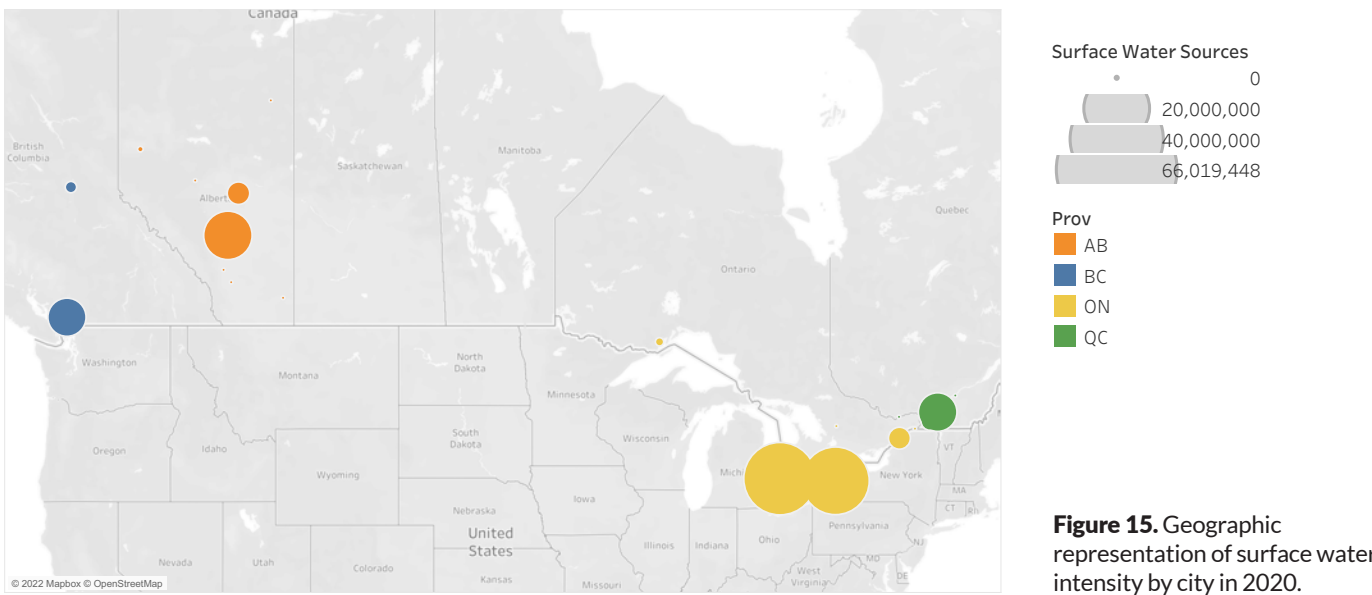 Canada
British
Columbia
Alberta
Saskatchewan
Manitoba
Ontario
Quebec
Washington
Montana
North
Dakota
Minnesota
Oregon
Idaho
South
Dakota
Wisconsin
Michi
New York
VT
MA
CT
RI
Wyoming
Nebraska
Iowa
Illinois
Indiana
Ohio
Pennsylvania
NJ
Nevada
Utah
Colorado
United
States
Kansas
Missouri
West
Virginia
MD
DE
© 2022 Mapbox © OpenStreetMap
Surface Water Sources
0
20,000,000
40,000,000
66,019,448
Prov
AB
BC
ON
QC
Figure 15. Geographic
representation of surface water
intensity by city in 2020.